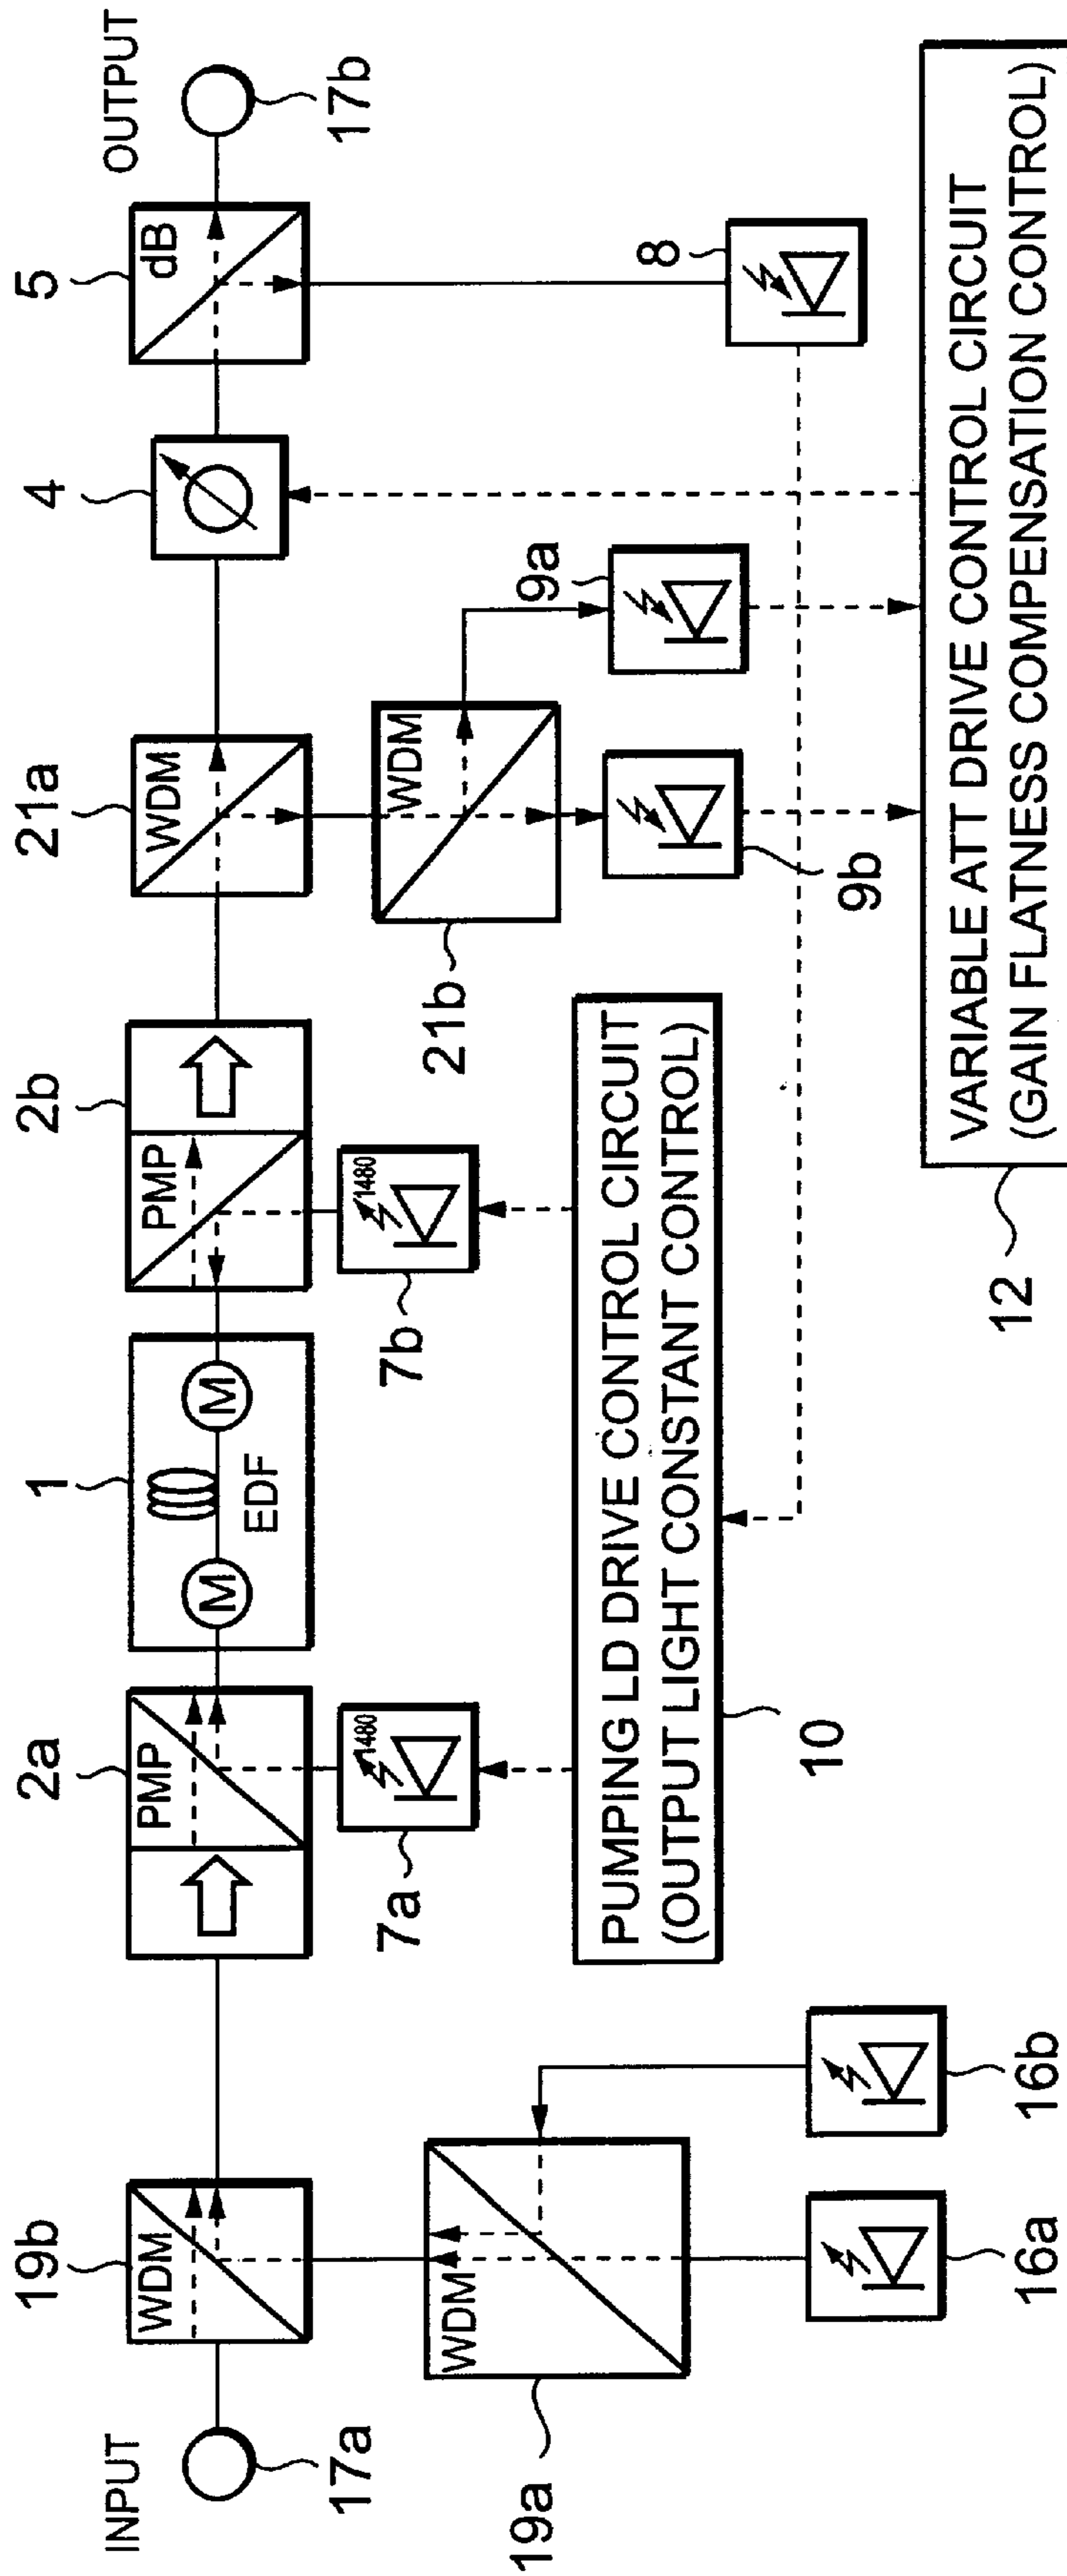 INPUT
17a
19b
WDM
WDM
19a
16a
16b
2a
PMP
1480
7a
1
M
M
EDF
2b
PMP
1480
7b
PUMPING LD DRIVE CONTROL CIRCUIT
(OUTPUT LIGHT CONSTANT CONTROL)
10
21a
WDM
WDM
21b
9a
9b
4
5
dB
8
OUTPUT
17b
VARIABLE ATT DRIVE CONTROL CIRCUIT
(GAIN FLATNESS COMPENSATION CONTROL)
12